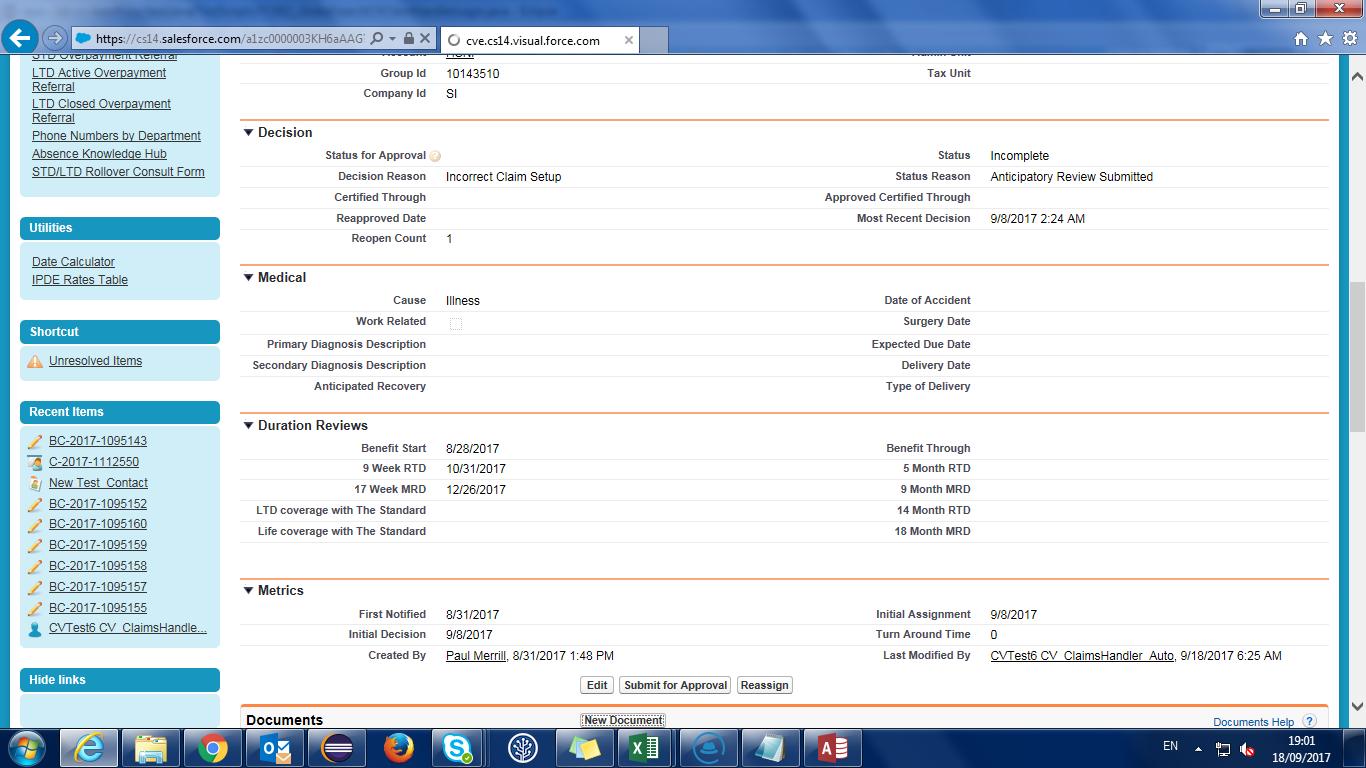 https://cs14.salesforce.com/a1zc0000003KH6aAAG
cve.cs14.visual.force.com
STD Overpayment Referral
LTD Active Overpayment
Referral
LTD Closed Overpayment
Referral
Phone Numbers by Department
Absence Knowledge Hub
STD/LTD Rollover Consult Form
Utilities
Date Calculator
IPDE Rates Table
Shortcut
Unresolved Items
Recent Items
BC-2017-1095143
C-2017-1112550
New Test_Contact
BC-2017-1095152
BC-2017-1095160
BC-2017-1095159
BC-2017-1095158
BC-2017-1095157
BC-2017-1095155
CVTest6 CV_ClaimsHandle...
Hide links
Group Id 10143510 Tax Unit
Company Id SI
Decision
Status for Approval Status Incomplete
Decision Reason Incorrect Claim Setup Status Reason Anticipatory Review Submitted
Certified Through Approved Certified Through
Reapproved Date Most Recent Decision 9/8/2017 2:24 AM
Reopen Count 1
Medical
Cause Illness Date of Accident
Work Related Surgery Date
Primary Diagnosis Description Expected Due Date
Secondary Diagnosis Description Delivery Date
Anticipated Recovery Type of Delivery
Duration Reviews
Benefit Start 8/28/2017 Benefit Through
9 Week RTD 10/31/2017 5 Month RTD
17 Week MRD 12/26/2017 9 Month MRD
LTD coverage with The Standard 14 Month RTD
Life coverage with The Standard 18 Month MRD
Metrics
First Notified 8/31/2017 Initial Assignment 9/8/2017
Initial Decision 9/8/2017 Turn Around Time 0
Created By Paul Merrill, 8/31/2017 1:48 PM Last Modified By CVTest6 CV_ClaimsHandler_Auto, 9/18/2017 6:25 AM
Edit Submit for Approval Reassign
Documents New Document Documents Help ?
EN 19:01
18/09/2017